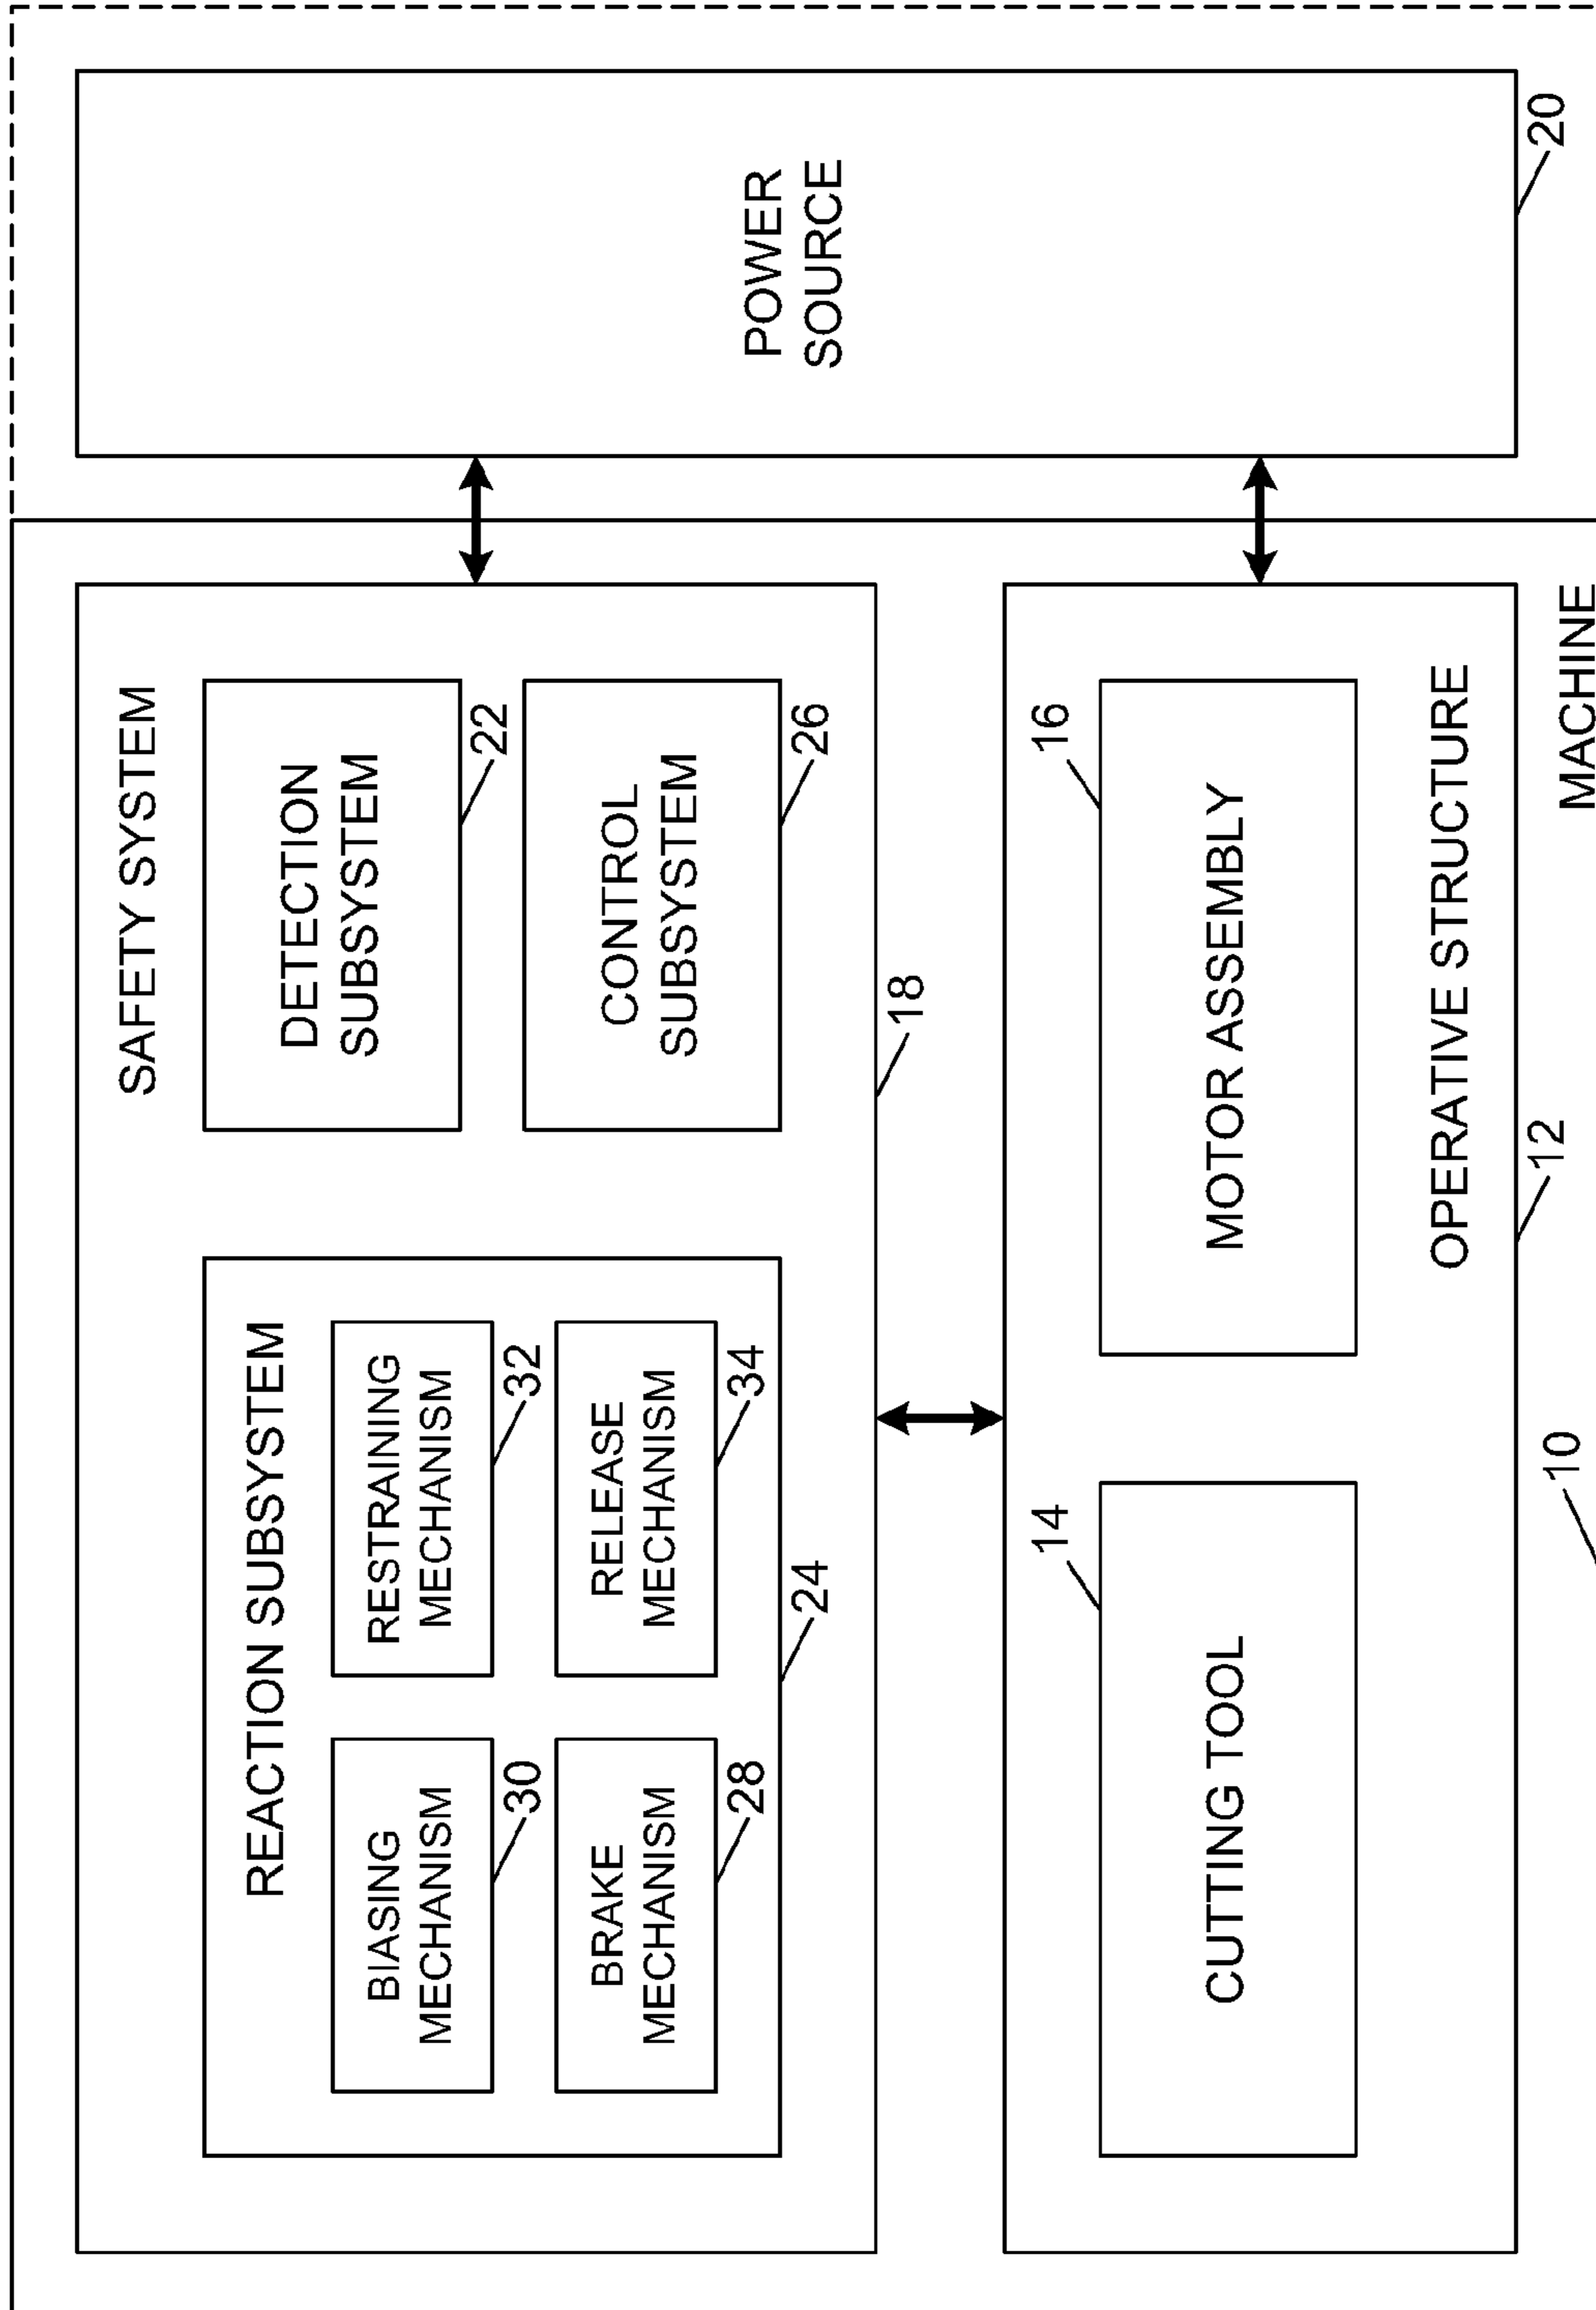 SAFETY SYSTEM
REACTION SUBSYSTEM
BIASING
MECHANISM
30
RESTRAINING
MECHANISM
32
BRAKE
MECHANISM
28
RELEASE
MECHANISM
34
24
DETECTION
SUBSYSTEM
22
CONTROL
SUBSYSTEM
26
18
POWER
SOURCE
20
14
CUTTING TOOL
16
MOTOR ASSEMBLY
OPERATIVE STRUCTURE
12
10
MACHINE